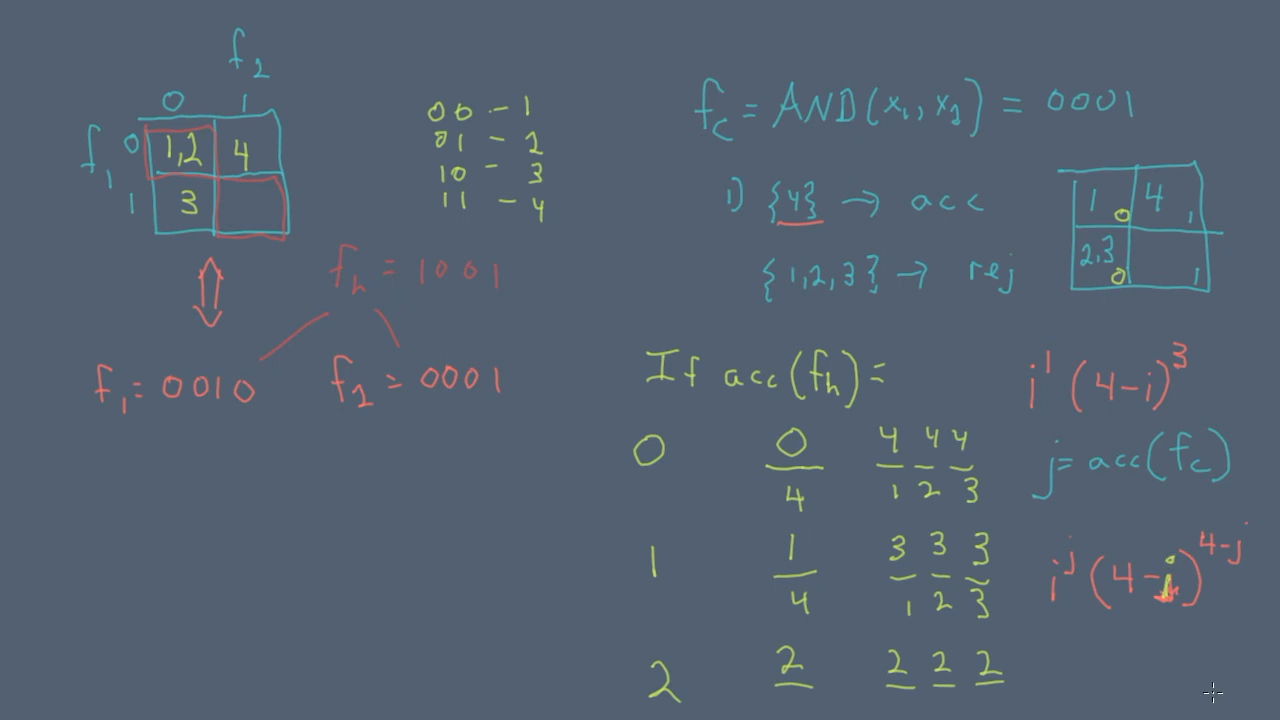 f₂
0 1
f₁ 0 1,2 4
1 3
00 - 1
01 - 2
10 - 3
11 - 4
fₕ = 1001
f₁ = 0010 f₂ = 0001
f_c = AND(x₁, x₂) = 0001
1) {4} → acc
{1,2,3} → rej
1 0 4 1
2,3 0 1
If acc(fₕ) =
0 0/4 4/1 4/2 4/3
1 1/4 3/1 3/2 3/3
2 2 2 2 2
i¹(4-i)³
j = acc(f_c)
i^j (4-i)^(4-j)